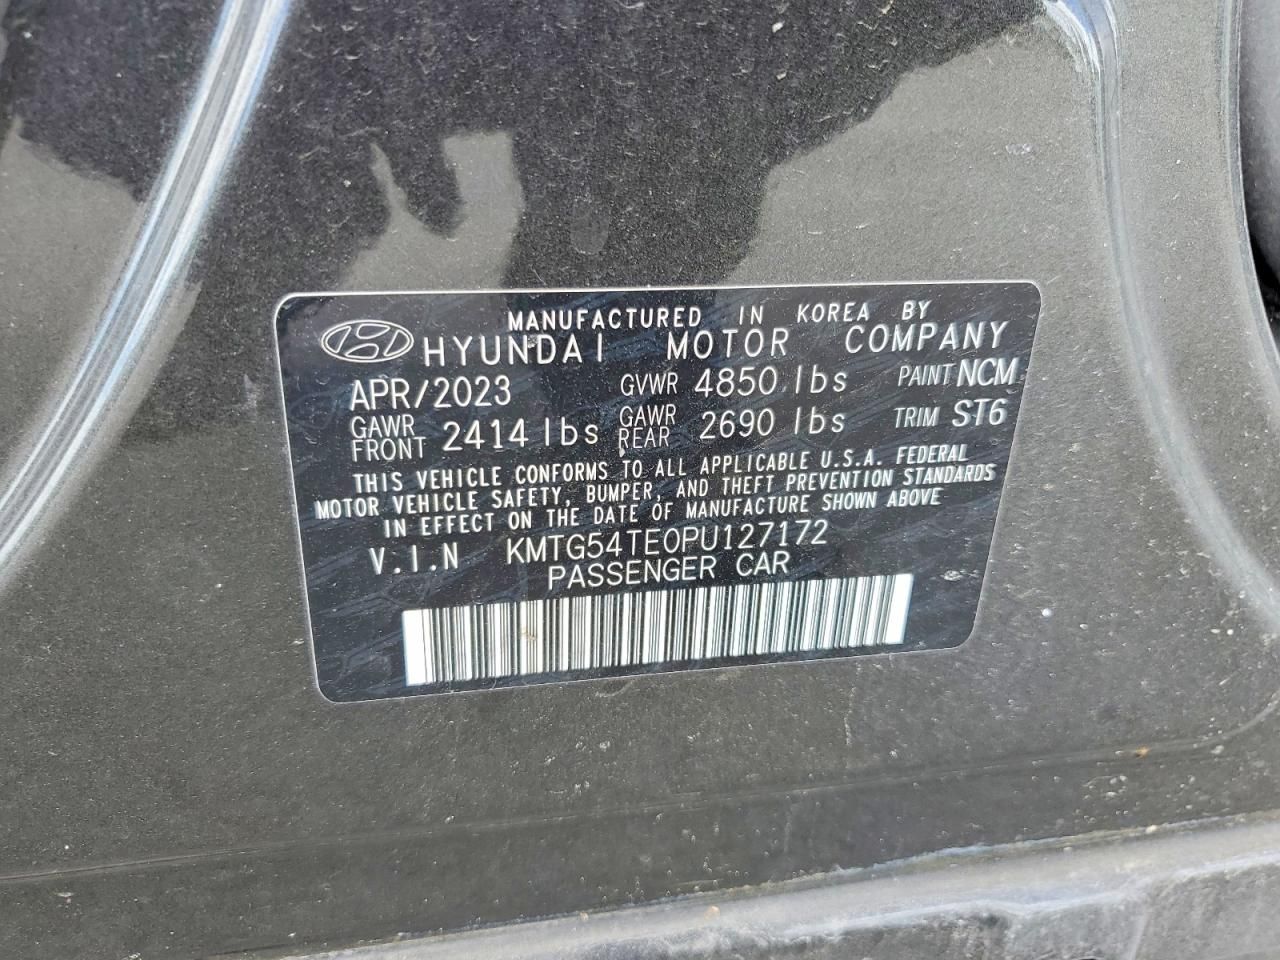 MANUFACTURED IN KOREA BY
HYUNDAI MOTOR COMPANY
APR/2023 GVWR 4850 lbs PAINT NCM
GAWR FRONT 2414 lbs GAWR REAR 2690 lbs TRIM ST6
THIS VEHICLE CONFORMS TO ALL APPLICABLE U.S.A. FEDERAL
MOTOR VEHICLE SAFETY, BUMPER, AND THEFT PREVENTION STANDARDS
IN EFFECT ON THE DATE OF MANUFACTURE SHOWN ABOVE
V.I.N KMTG54TE0PU127172
PASSENGER CAR